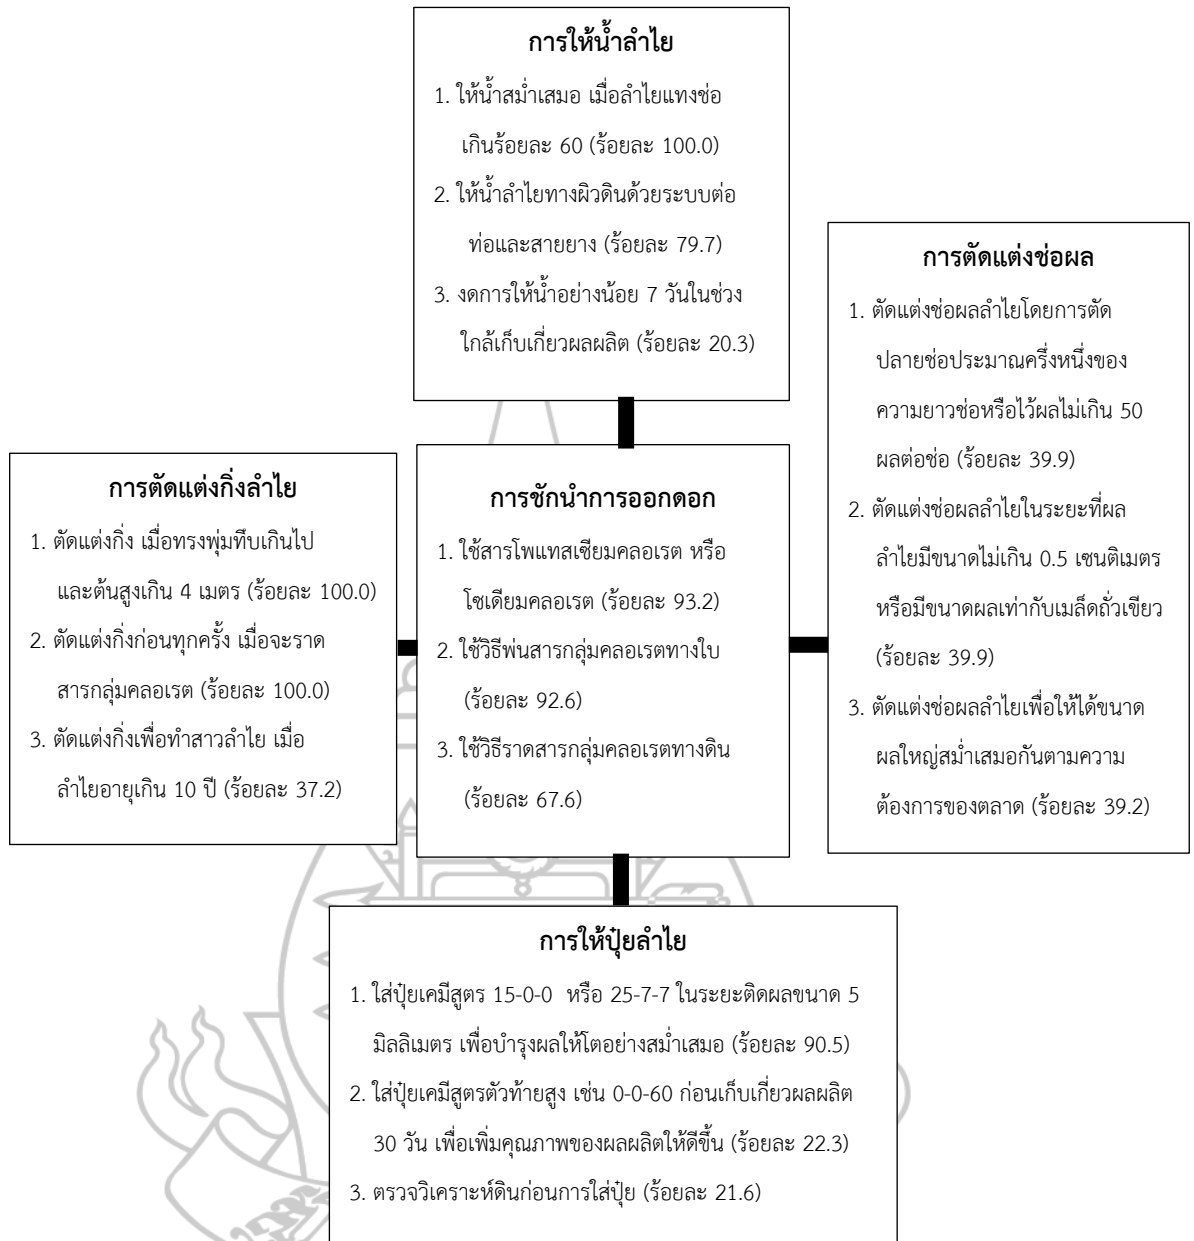 การให้น้ำลำไย
1. ให้น้ำสม่ำเสมอ เมื่อลำไยแทงช่อ
เกินร้อยละ 60 (ร้อยละ 100.0)
2. ให้น้ำลำไยทางผิวดินด้วยระบบต่อ
ท่อและสายยาง (ร้อยละ 79.7)
3. งดการให้น้ำอย่างน้อย 7 วันในช่วง
ใกล้เก็บเกี่ยวผลผลิต (ร้อยละ 20.3)
การตัดแต่งกิ่งลำไย
1. ตัดแต่งกิ่ง เมื่อทรงพุ่มทึบเกินไป
และต้นสูงเกิน 4 เมตร (ร้อยละ 100.0)
2. ตัดแต่งกิ่งก่อนทุกครั้ง เมื่อจะราด
สารกลุ่มคลอเรต (ร้อยละ 100.0)
3. ตัดแต่งกิ่งเพื่อทำสาวลำไย เมื่อ
ลำไยอายุเกิน 10 ปี (ร้อยละ 37.2)
การชักนำการออกดอก
1. ใช้สารโพแทสเซียมคลอเรต หรือ
โซเดียมคลอเรต (ร้อยละ 93.2)
2. ใช้วิธีพ่นสารกลุ่มคลอเรตทางใบ
(ร้อยละ 92.6)
3. ใช้วิธีราดสารกลุ่มคลอเรตทางดิน
(ร้อยละ 67.6)
การตัดแต่งช่อผล
1. ตัดแต่งช่อผลลำไยโดยการตัด
ปลายช่อประมาณครึ่งหนึ่งของ
ความยาวช่อหรือไว้ผลไม่เกิน 50
ผลต่อช่อ (ร้อยละ 39.9)
2. ตัดแต่งช่อผลลำไยในระยะที่ผล
ลำไยมีขนาดไม่เกิน 0.5 เซนติเมตร
หรือมีขนาดผลเท่ากับเมล็ดถั่วเขียว
(ร้อยละ 39.9)
3. ตัดแต่งช่อผลลำไยเพื่อให้ได้ขนาด
ผลใหญ่สม่ำเสมอกันตามความ
ต้องการของตลาด (ร้อยละ 39.2)
การให้ปุ๋ยลำไย
1. ใส่ปุ๋ยเคมีสูตร 15-0-0 หรือ 25-7-7 ในระยะติดผลขนาด 5
มิลลิเมตร เพื่อบำรุงผลให้โตอย่างสม่ำเสมอ (ร้อยละ 90.5)
2. ใส่ปุ๋ยเคมีสูตรตัวท้ายสูง เช่น 0-0-60 ก่อนเก็บเกี่ยวผลผลิต
30 วัน เพื่อเพิ่มคุณภาพของผลผลิตให้ดีขึ้น (ร้อยละ 22.3)
3. ตรวจวิเคราะห์ดินก่อนการใส่ปุ๋ย (ร้อยละ 21.6)